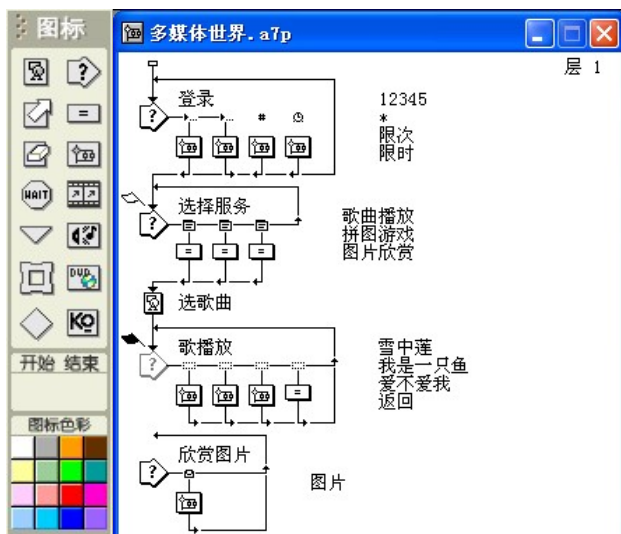 图标
多媒体世界.a7p
层 1
登录
12345
*
限次
限时
选择服务
歌曲播放
拼图游戏
图片欣赏
选歌曲
歌播放
雪中莲
我是一只鱼
爱不爱我
返回
欣赏图片
图片
WAIT
DVD
KO
开始 结束
图标色彩